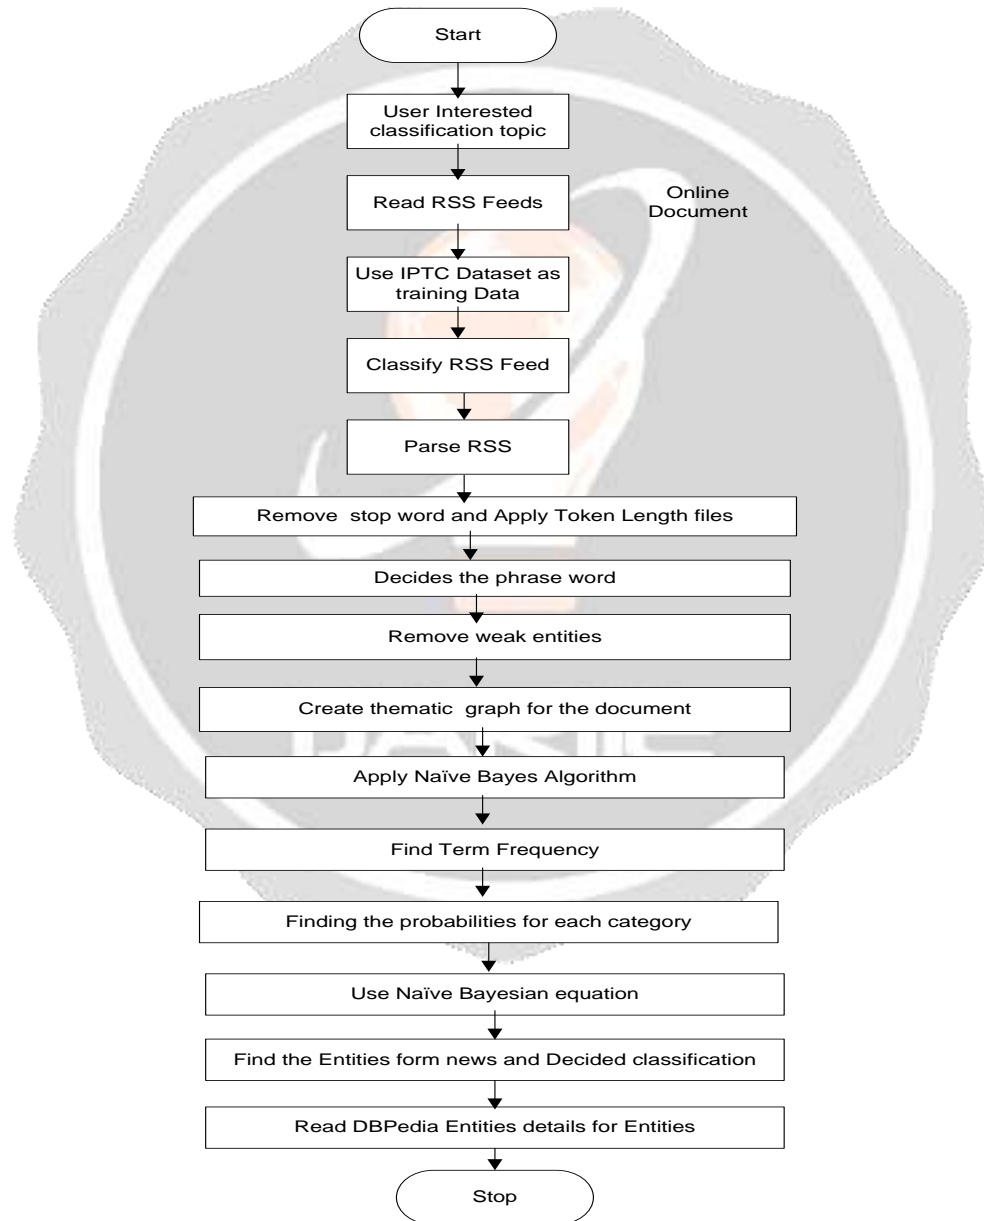 Start
User Interested
classification topic
Read RSS Feeds
Online
Document
Use IPTC Dataset as
training Data
Classify RSS Feed
Parse RSS
Remove stop word and Apply Token Length files
Decides the phrase word
Remove weak entities
Create thematic graph for the document
IJARIIE
Apply Naïve Bayes Algorithm
Find Term Frequency
Finding the probabilities for each category
Use Naïve Bayesian equation
Find the Entities form news and Decided classification
Read DBPedia Entities details for Entities
Stop